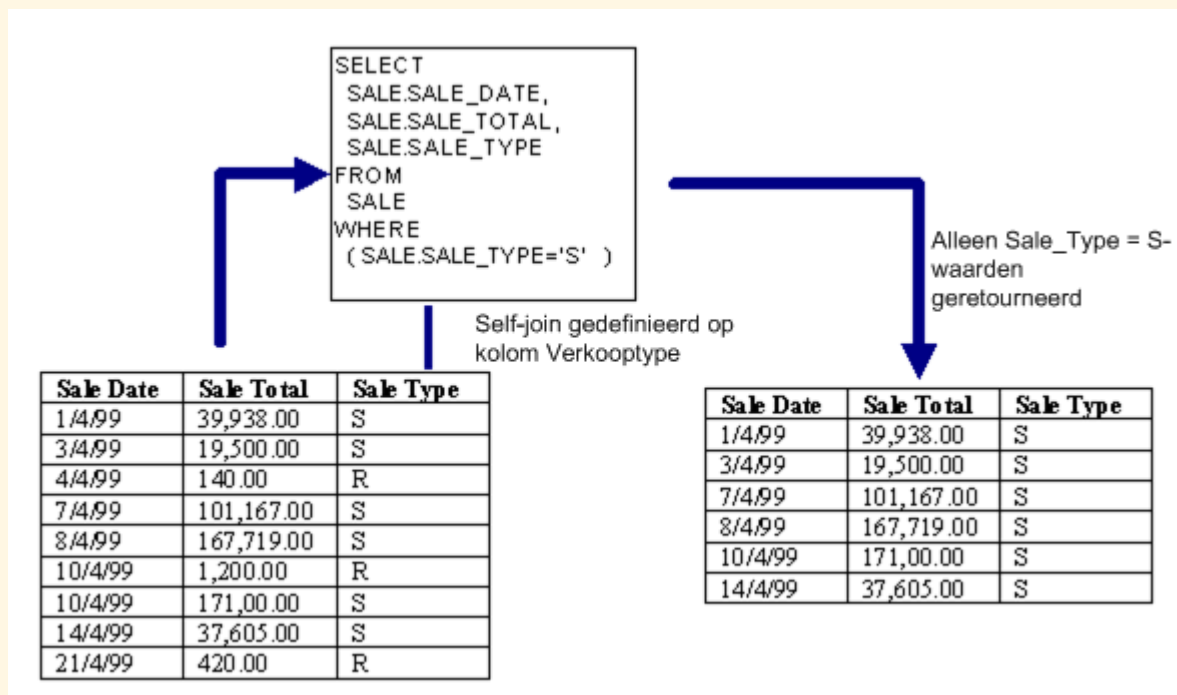 SELECT
SALE.SALE_DATE,
SALE.SALE_TOTAL,
SALE.SALE_TYPE
FROM
SALE
WHERE
( SALE.SALE_TYPE='S' )
Self-join gedefinieerd op
kolom Verkooptype
Alleen Sale_Type = S-
waarden
geretourneerd
Sale Date Sale Total Sale Type
1/4/99 39,938.00 S
3/4/99 19,500.00 S
4/4/99 140.00 R
7/4/99 101,167.00 S
8/4/99 167,719.00 S
10/4/99 1,200.00 R
10/4/99 171,00.00 S
14/4/99 37,605.00 S
21/4/99 420.00 R
Sale Date Sale Total Sale Type
1/4/99 39,938.00 S
3/4/99 19,500.00 S
7/4/99 101,167.00 S
8/4/99 167,719.00 S
10/4/99 171,00.00 S
14/4/99 37,605.00 S